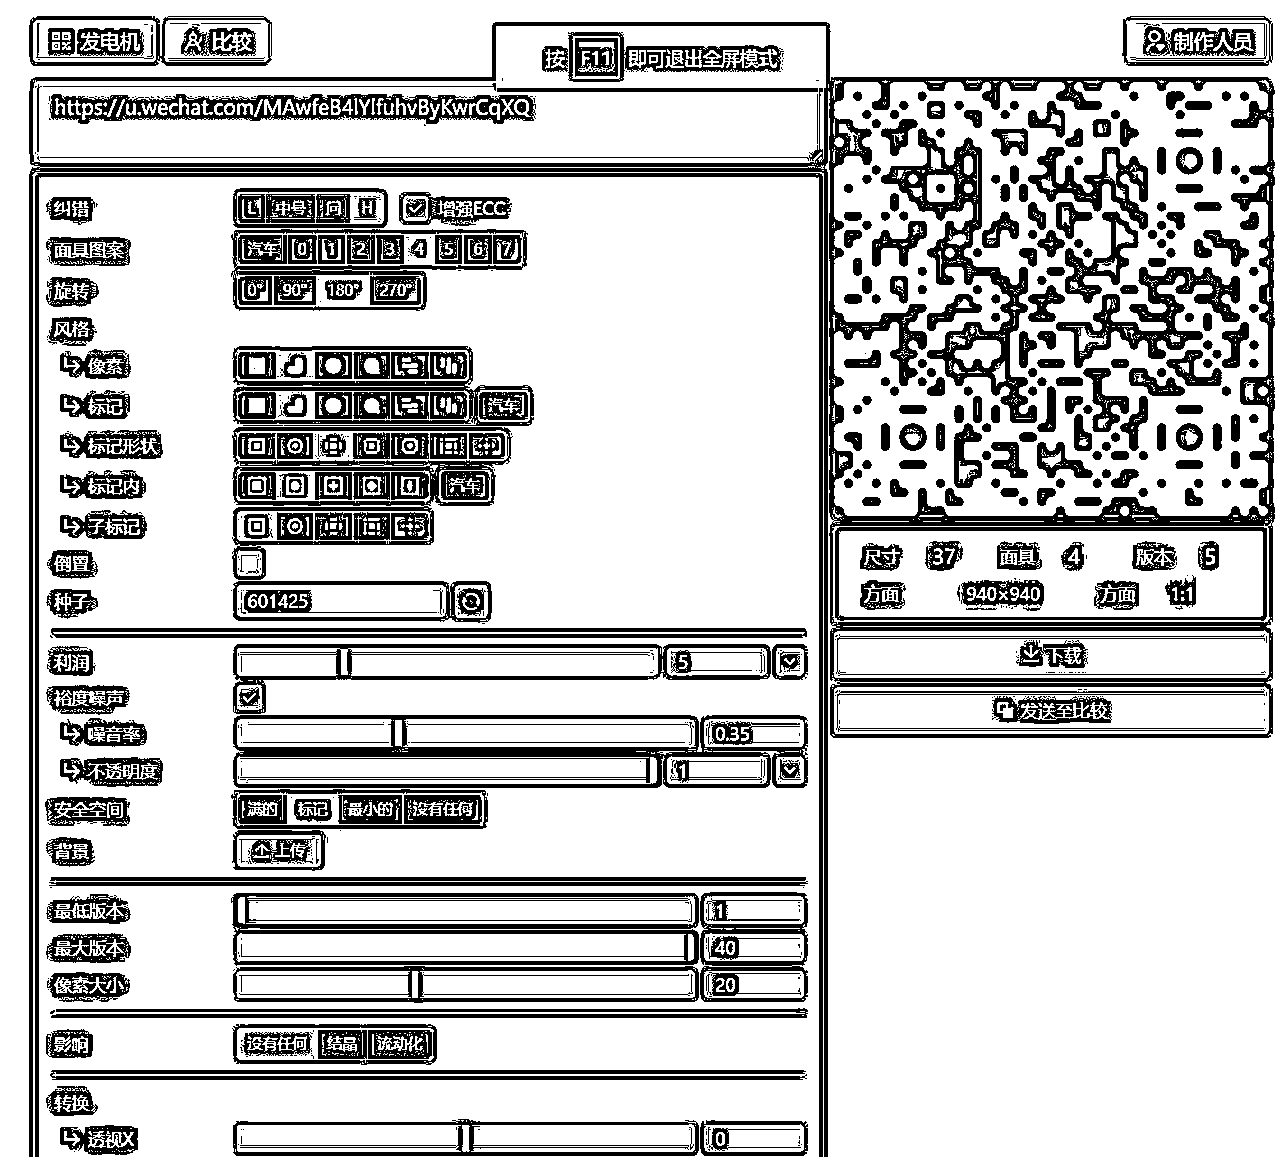 发电机 比较 按 F11 即可退出全屏模式 制作人员
https://u.wechat.com/MAwfeB4lYlfuhvByKwrCqXQ
纠错 L 中号 问 H 增强ECC
面具图案 汽车 0 1 2 3 4 5 6 7
旋转 0° 90° 180° 270°
风格
像素
标记 汽车
标记形状
标记内 汽车
子标记
倒置
种子 601425
利润 5
裕度噪声
噪音率 0.35
不透明度 1
安全空间 满的 标记 最小的 没有任何
背景 上传
最低版本 1
最大版本 40
像素大小 20
影响 没有任何 结晶 流动化
转换
透视X 0
尺寸 37 面具 4 版本 5
方面 940×940 方面 1:1
下载
发送至比较